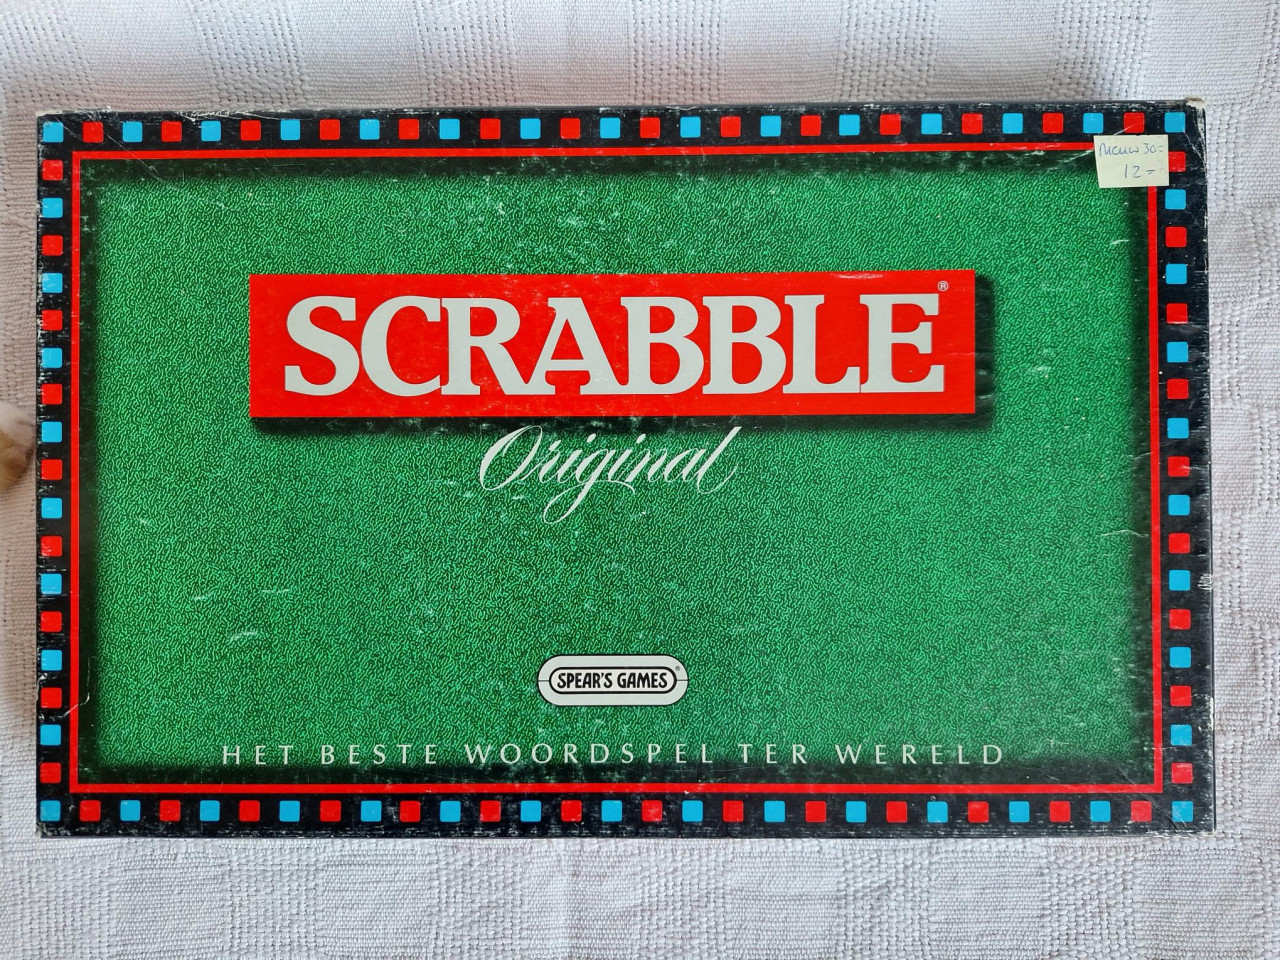 Nieuw 30=
12=
SCRABBLE®
Original
SPEAR'S GAMES®
HET BESTE WOORDSPEL TER WERELD